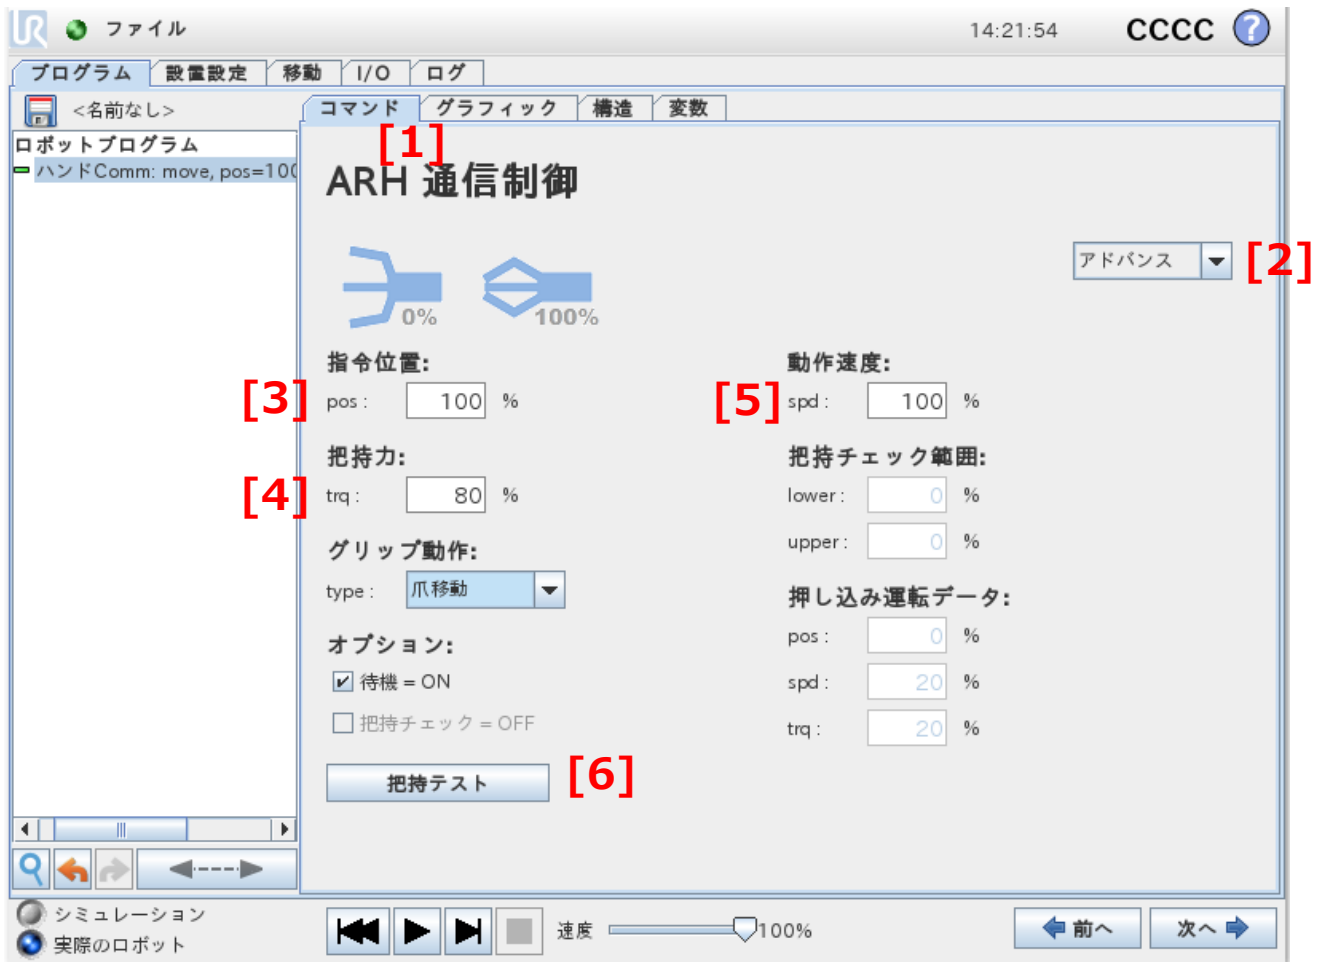 UR ファイル 14:21:54 CCCC ?
プログラム 設置設定 移動 I/O ログ
<名前なし> コマンド グラフィック 構造 変数
[1]
ロボットプログラム
ハンドComm: move, pos=100
ARH 通信制御
アドバンス [2]
0% 100%
指令位置: 動作速度:
[3] pos : 100 % [5] spd : 100 %
把持力: 把持チェック範囲:
[4] trq : 80 % lower : 0 %
upper : 0 %
グリップ動作:
type : 爪移動
押し込み運転データ:
pos : 0 %
オプション:
待機 = ON spd : 20 %
把持チェック = OFF trq : 20 %
把持テスト [6]
シミュレーション
実際のロボット
速度 100% 前へ 次へ